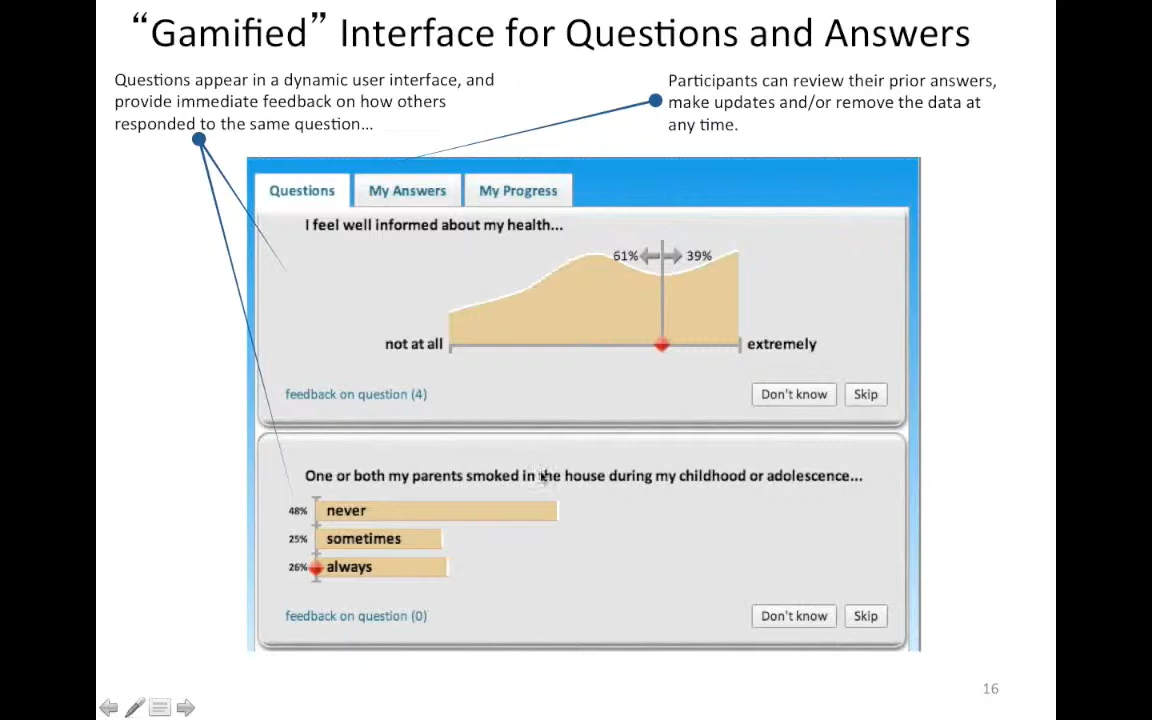 “Gamified” Interface for Questions and Answers
Questions appear in a dynamic user interface, and
provide immediate feedback on how others
responded to the same question...
Participants can review their prior answers,
make updates and/or remove the data at
any time.
Questions
My Answers
My Progress
I feel well informed about my health...
61%
39%
not at all
extremely
feedback on question (4)
Don't know
Skip
One or both my parents smoked in the house during my childhood or adolescence...
48% never
25% sometimes
26% always
feedback on question (0)
Don't know
Skip
16